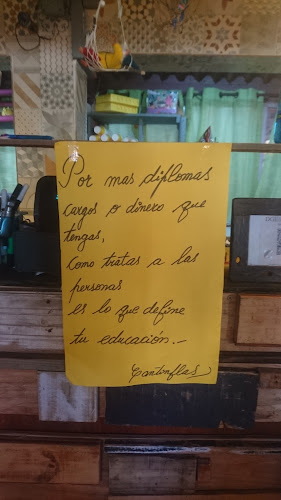 Por mas diplomas
cargos o dinero que
tengas,
como tratas a las
personas
es lo que define
tu educación.-
Cantinflas